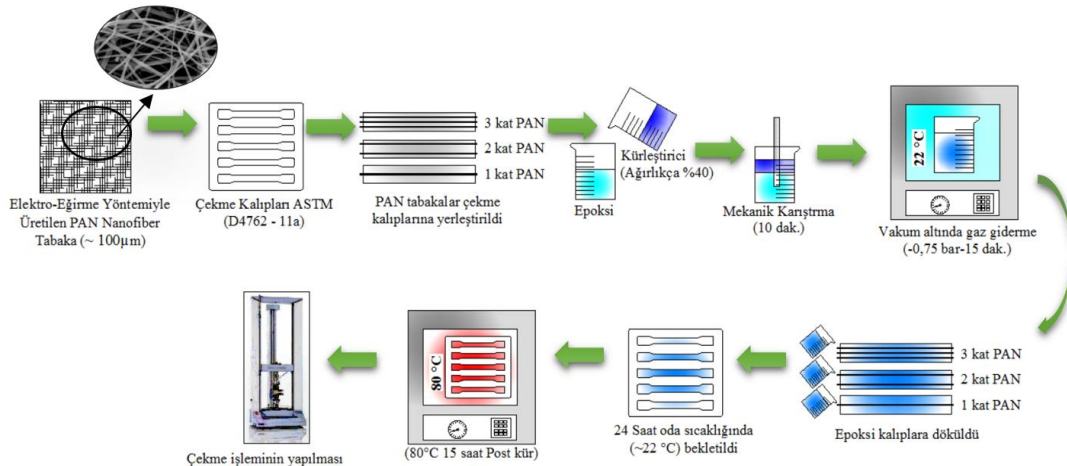 Elektro-Eğirme Yöntemiyle
Üretilen PAN Nanofiber
Tabaka (~ 100µm)
Çekme Kalıpları ASTM
(D4762 - 11a)
3 kat PAN
2 kat PAN
1 kat PAN
PAN tabakalar çekme
kalıplarına yerleştirildi
Kürleştirici
(Ağırlıkça %40)
Epoksi
Mekanik Karıştrma
(10 dak.)
22 °C
Vakum altında gaz giderme
(-0,75 bar-15 dak.)
3 kat PAN
2 kat PAN
1 kat PAN
Epoksi kalıplara döküldü
24 Saat oda sıcaklığında
(~22 °C) bekletildi
80 °C
(80°C 15 saat Post kür)
Çekme işleminin yapılması